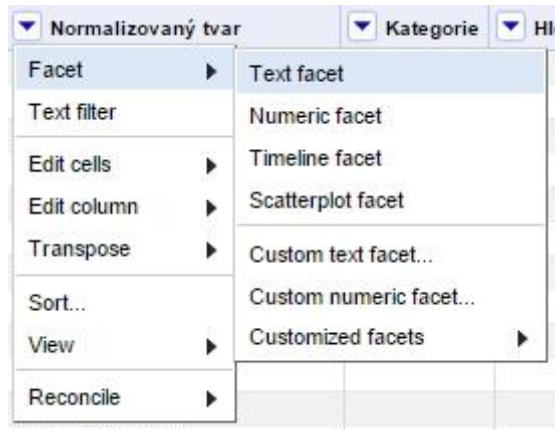 Normalizovaný tvar
Kategorie
Facet
Text filter
Edit cells
Edit column
Transpose
Sort...
View
Reconcile
Text facet
Numeric facet
Timeline facet
Scatterplot facet
Custom text facet...
Custom numeric facet...
Customized facets